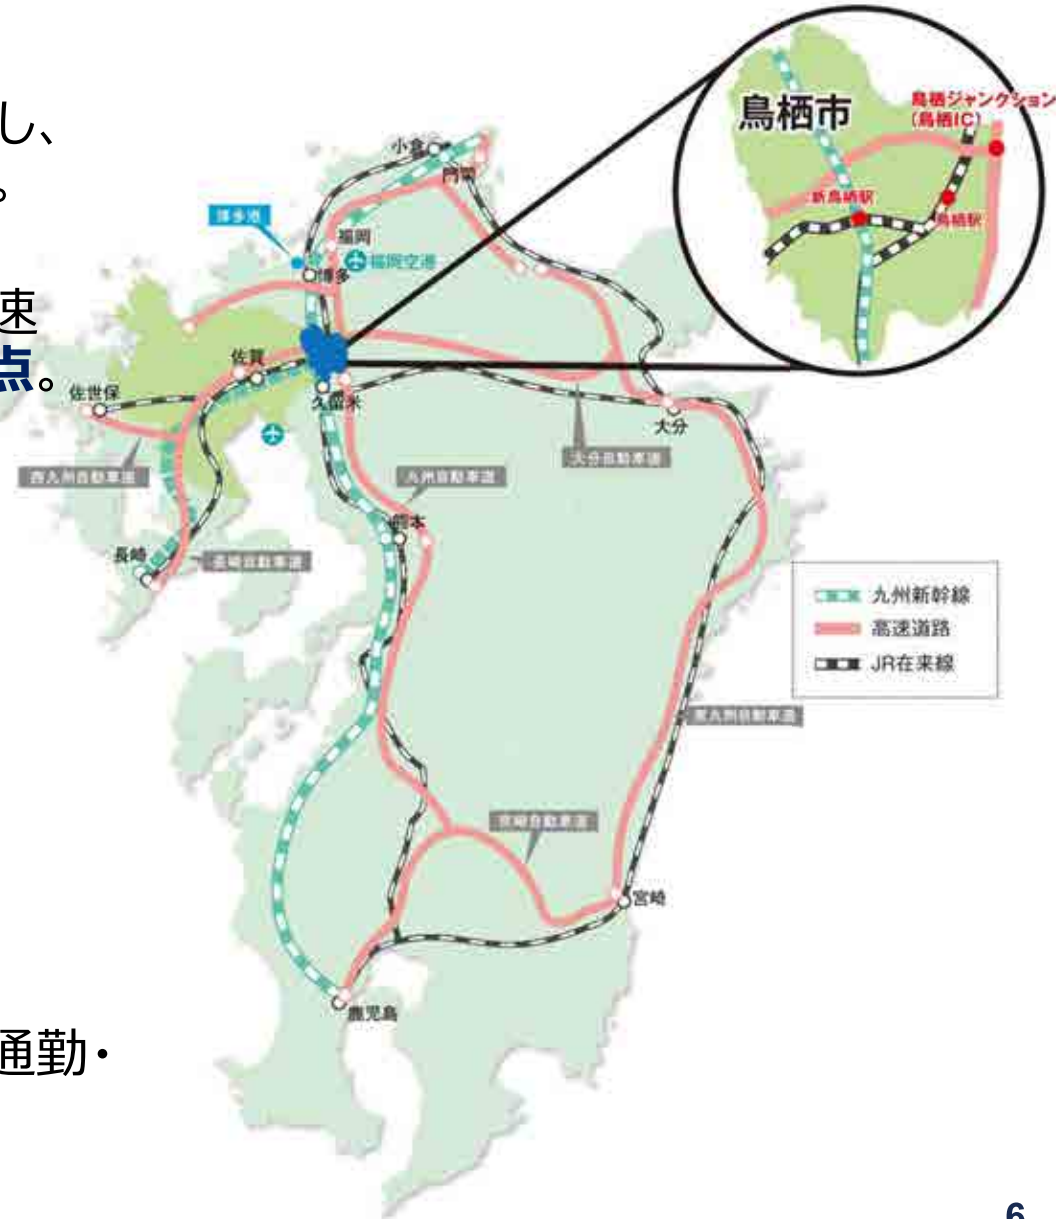 し、
。
速
点。
鳥栖市
鳥栖ジャンクション
(鳥栖IC)
新鳥栖駅
鳥栖駅
小倉
門司
博多港
福岡
福岡空港
博多
佐賀
佐世保
久留米
大分
西九州自動車道
大分自動車道
九州自動車道
熊本
長崎
長崎自動車道
九州新幹線
高速道路
JR在来線
東九州自動車道
宮崎自動車道
宮崎
鹿児島
通勤・
6